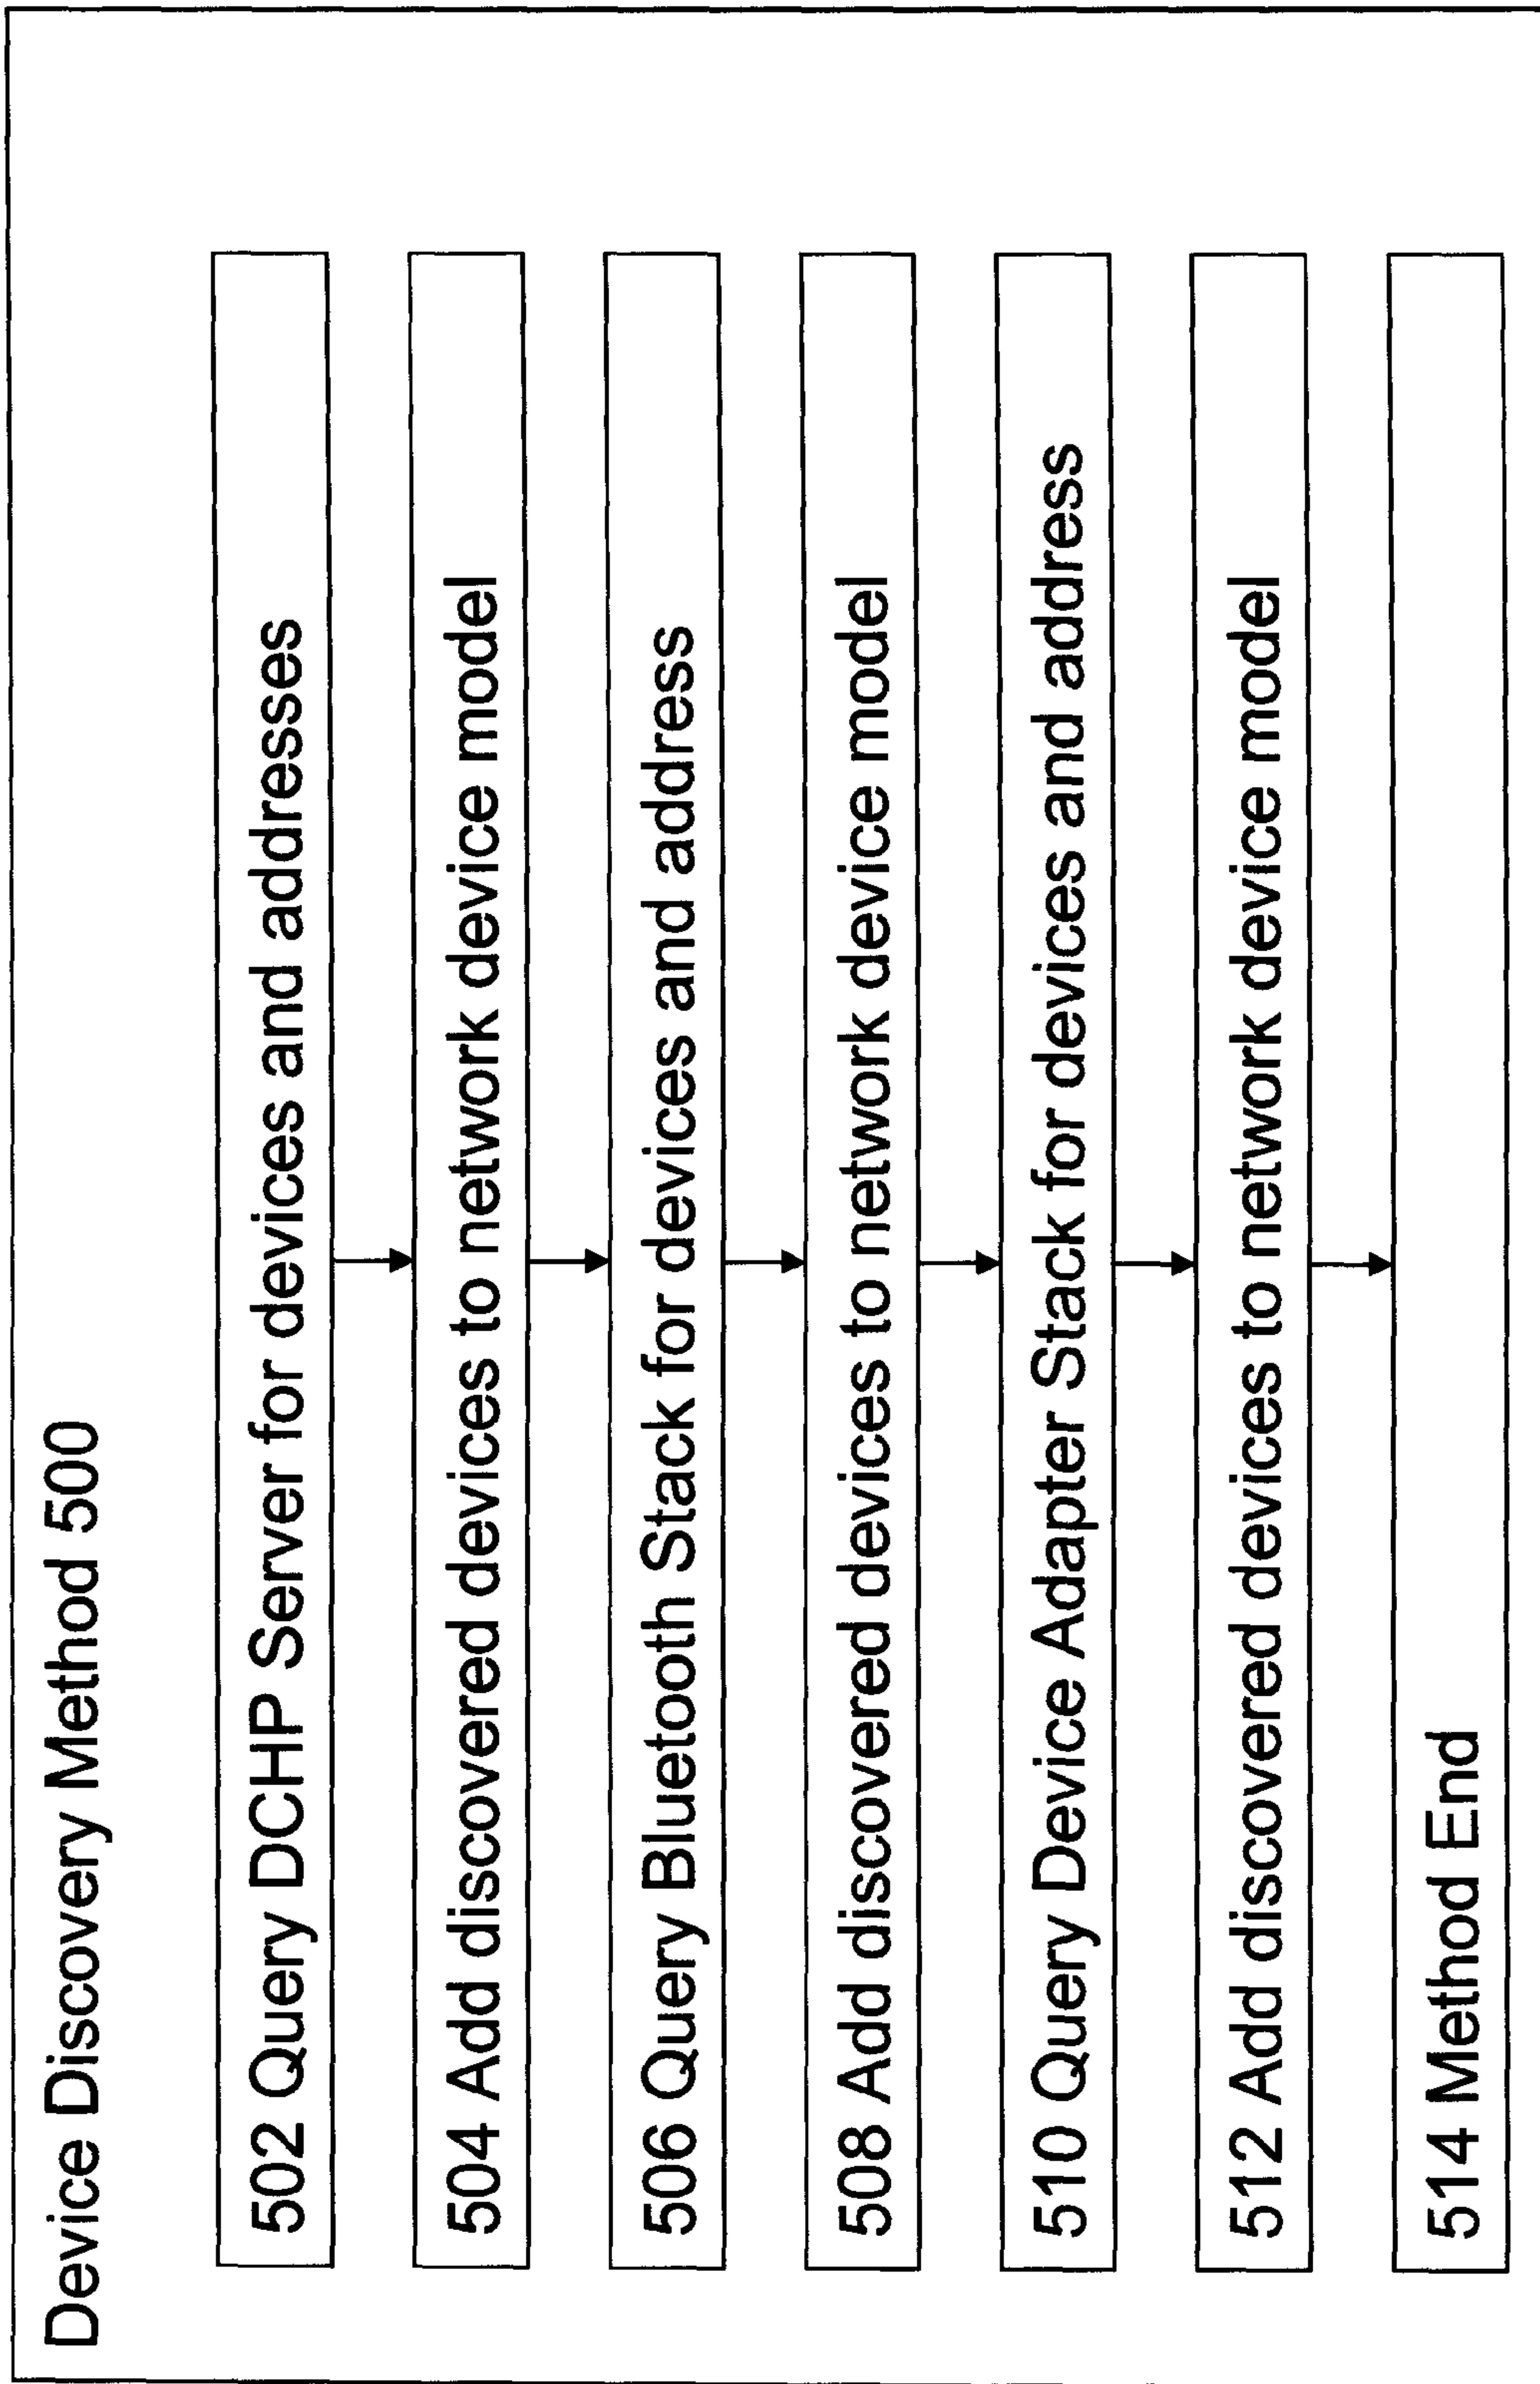 Device Discovery Method 500
502 Query DCHP Server for devices and addresses
504 Add discovered devices to network device model
506 Query Bluetooth Stack for devices and address
508 Add discovered devices to network device model
510 Query Device Adapter Stack for devices and address
512 Add discovered devices to network device model
514 Method End